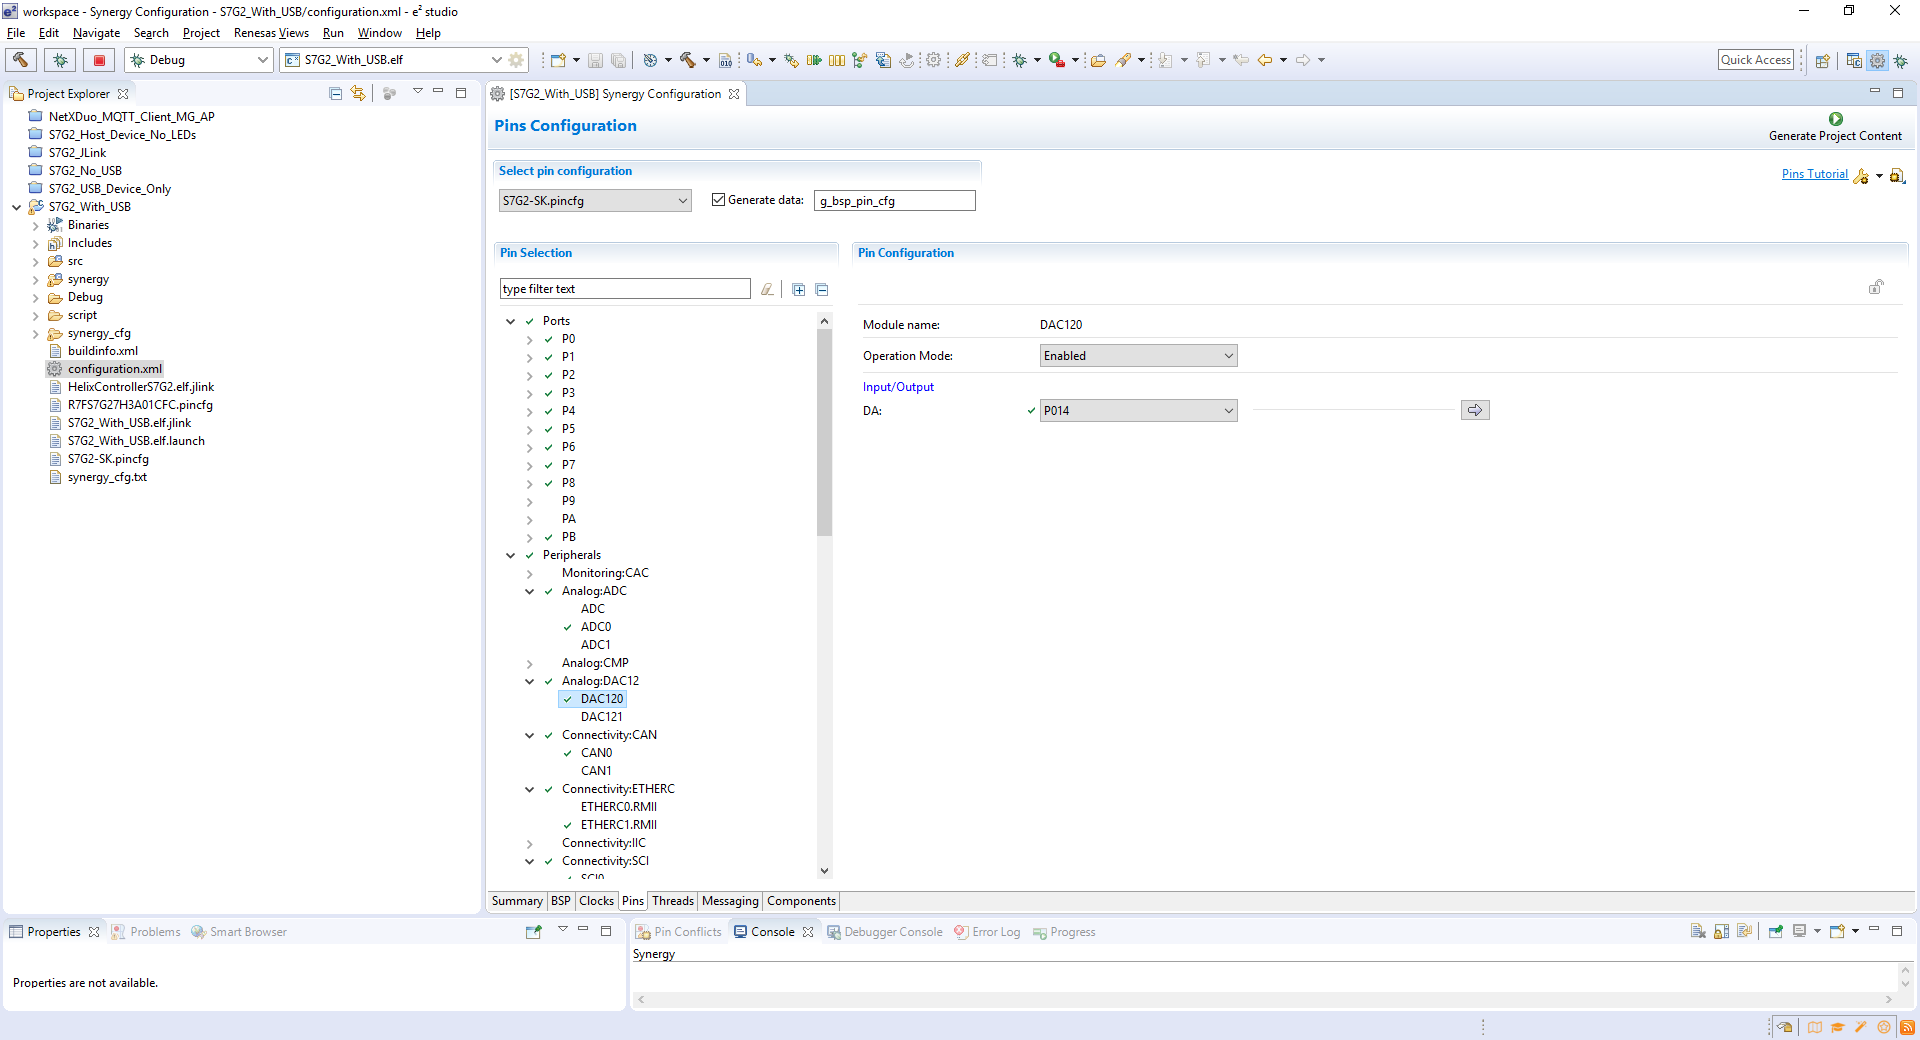 workspace - Synergy Configuration - S7G2_With_USB/configuration.xml - e² studio
File Edit Navigate Search Project Renesas Views Run Window Help
Debug S7G2_With_USB.elf Quick Access
Project Explorer
NetXDuo_MQTT_Client_MG_AP
S7G2_Host_Device_No_LEDs
S7G2_JLink
S7G2_No_USB
S7G2_USB_Device_Only
S7G2_With_USB
Binaries
Includes
src
synergy
Debug
script
synergy_cfg
buildinfo.xml
configuration.xml
HelixControllerS7G2.elf.jlink
R7FS7G27H3A01CFC.pincfg
S7G2_With_USB.elf.jlink
S7G2_With_USB.elf.launch
S7G2-SK.pincfg
synergy_cfg.txt
[S7G2_With_USB] Synergy Configuration
Pins Configuration
Generate Project Content
Select pin configuration
Pins Tutorial
S7G2-SK.pincfg Generate data: g_bsp_pin_cfg
Pin Selection
type filter text
Ports
P0
P1
P2
P3
P4
P5
P6
P7
P8
P9
PA
PB
Peripherals
Monitoring:CAC
Analog:ADC
ADC
ADC0
ADC1
Analog:CMP
Analog:DAC12
DAC120
DAC121
Connectivity:CAN
CAN0
CAN1
Connectivity:ETHERC
ETHERC0.RMII
ETHERC1.RMII
Connectivity:IIC
Connectivity:SCI
SCI0
Pin Configuration
Module name: DAC120
Operation Mode: Enabled
Input/Output
DA: P014
Summary BSP Clocks Pins Threads Messaging Components
Properties Problems Smart Browser
Properties are not available.
Pin Conflicts Console Debugger Console Error Log Progress
Synergy